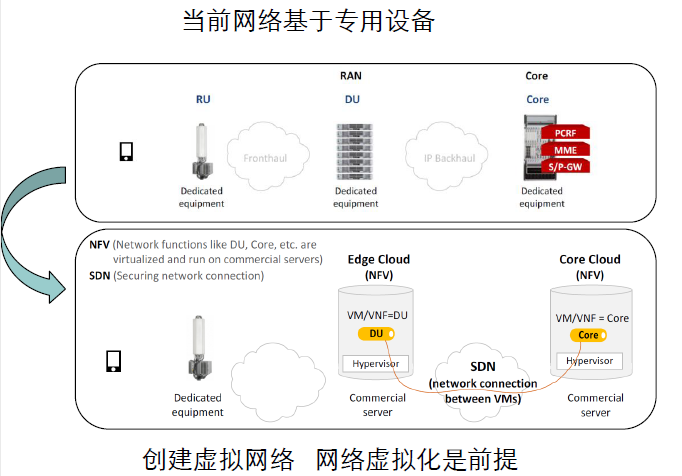 当前网络基于专用设备
RAN
Core
RU
DU
Core
Fronthaul
IP Backhaul
PCRF
MME
S/P-GW
Dedicated
equipment
Dedicated
equipment
Dedicated
equipment
NFV (Network functions like DU, Core, etc. are
virtualized and run on commercial servers)
SDN (Securing network connection)
Edge Cloud
(NFV)
Core Cloud
(NFV)
VM/VNF=DU
DU
Hypervisor
VM/VNF = Core
Core
Hypervisor
SDN
(network connection
between VMs)
Dedicated
equipment
Commercial
server
Commercial
server
创建虚拟网络 网络虚拟化是前提